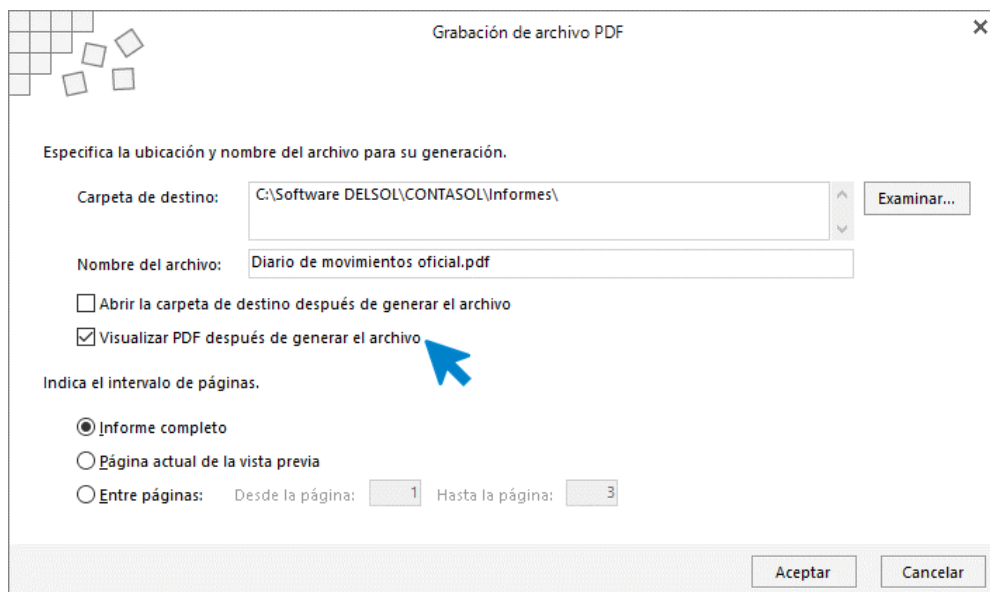 Grabación de archivo PDF
Especifica la ubicación y nombre del archivo para su generación.
Carpeta de destino: C:\Software DELSOL\CONTASOL\Informes\ Examinar...
Nombre del archivo: Diario de movimientos oficial.pdf
Abrir la carpeta de destino después de generar el archivo
Visualizar PDF después de generar el archivo
Indica el intervalo de páginas.
Informe completo
Página actual de la vista previa
Entre páginas: Desde la página: 1 Hasta la página: 3
Aceptar Cancelar